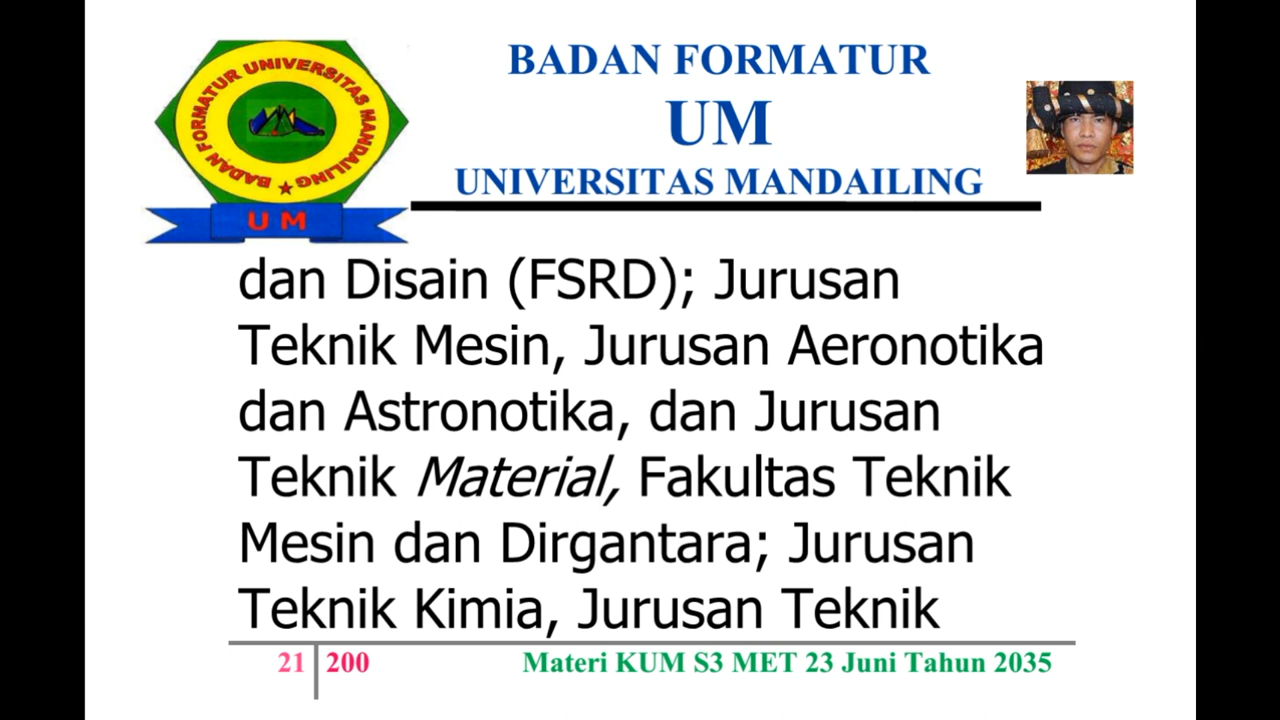 BADAN FORMATUR UNIVERSITAS MANDAILING
U M
BADAN FORMATUR
UM
UNIVERSITAS MANDAILING
dan Disain (FSRD); Jurusan
Teknik Mesin, Jurusan Aeronotika
dan Astronotika, dan Jurusan
Teknik Material, Fakultas Teknik
Mesin dan Dirgantara; Jurusan
Teknik Kimia, Jurusan Teknik
21 200 Materi KUM S3 MET 23 Juni Tahun 2035